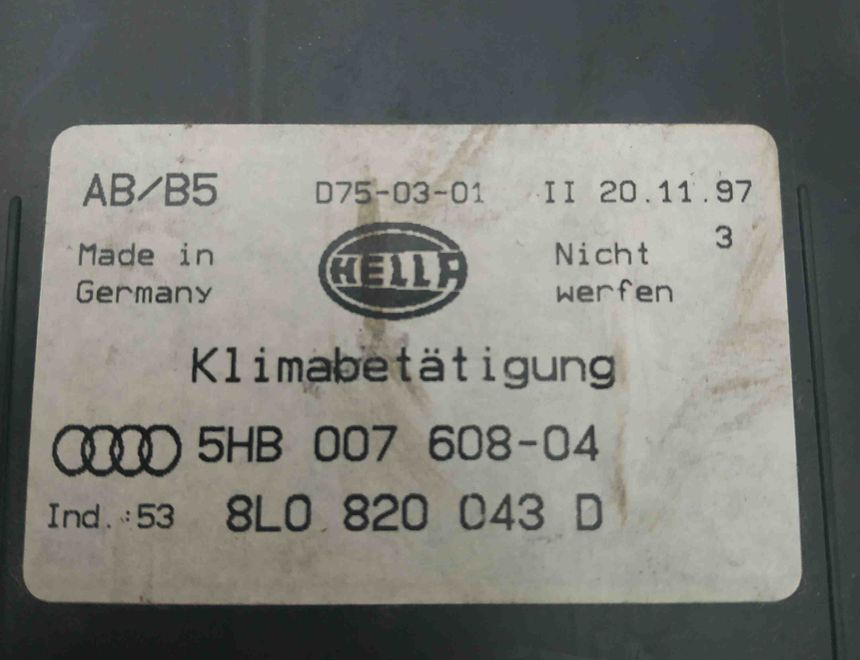 AB/B5 D75-03-01 II 20.11.97
3
Made in HELLA Nicht
Germany werfen
Klimabetätigung
5HB 007 608-04
Ind.:53 8L0 820 043 D